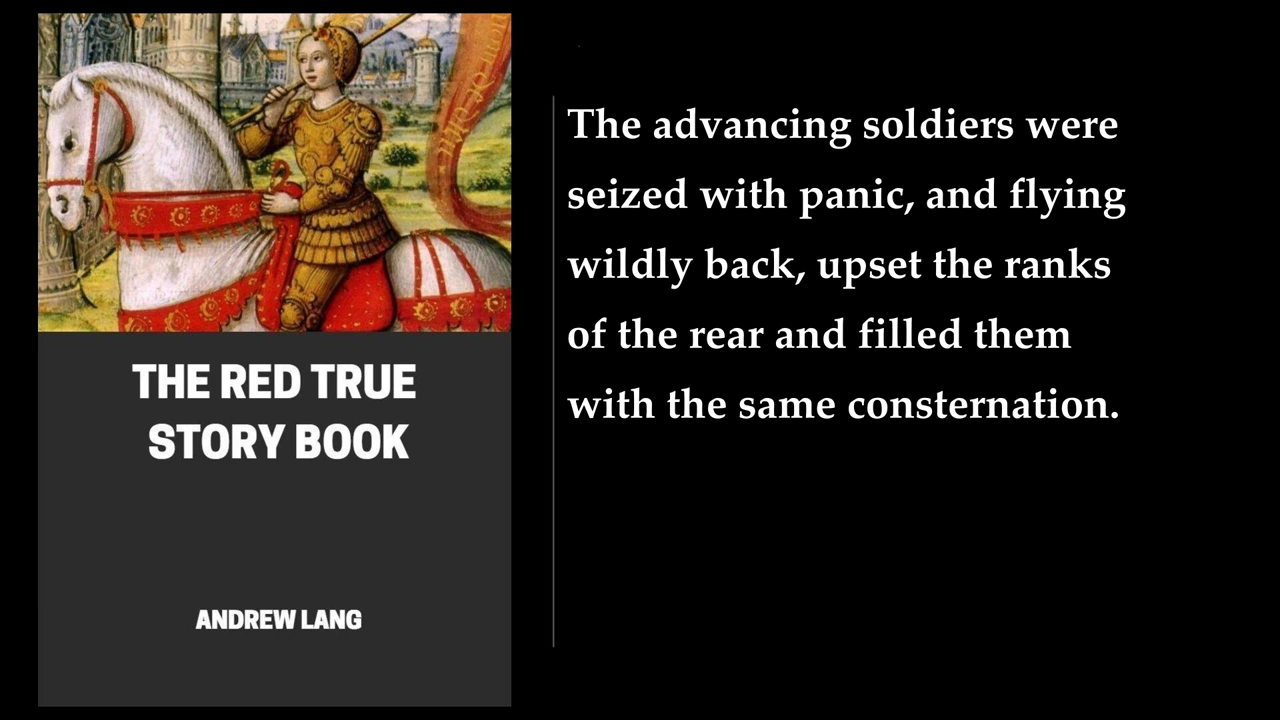 THE RED TRUE
STORY BOOK
ANDREW LANG
The advancing soldiers were
seized with panic, and flying
wildly back, upset the ranks
of the rear and filled them
with the same consternation.